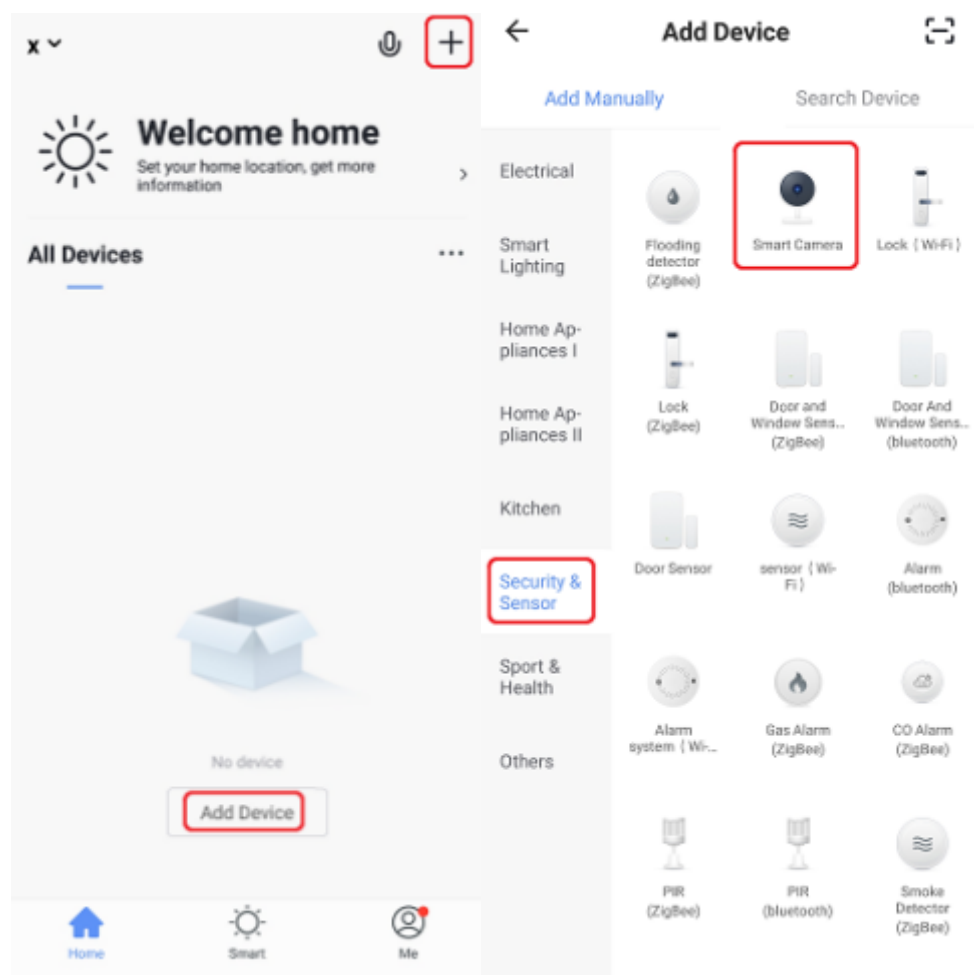 x
Welcome home
Set your home location, get more
information
All Devices
No device
Add Device
Home
Smart
Me
Add Device
Add Manually
Search Device
Electrical
Smart
Lighting
Home Ap-
pliances I
Home Ap-
pliances II
Kitchen
Security &
Sensor
Sport &
Health
Others
Flooding
detector
(ZigBee)
Smart Camera
Lock (Wi-Fi)
Lock
(ZigBee)
Door and
Window Sens...
(ZigBee)
Door And
Window Sens...
(bluetooth)
Door Sensor
sensor (Wi-
Fi)
Alarm
(bluetooth)
Alarm
system (Wi-...
Gas Alarm
(ZigBee)
CO Alarm
(ZigBee)
PIR
(ZigBee)
PIR
(bluetooth)
Smoke
Detector
(ZigBee)